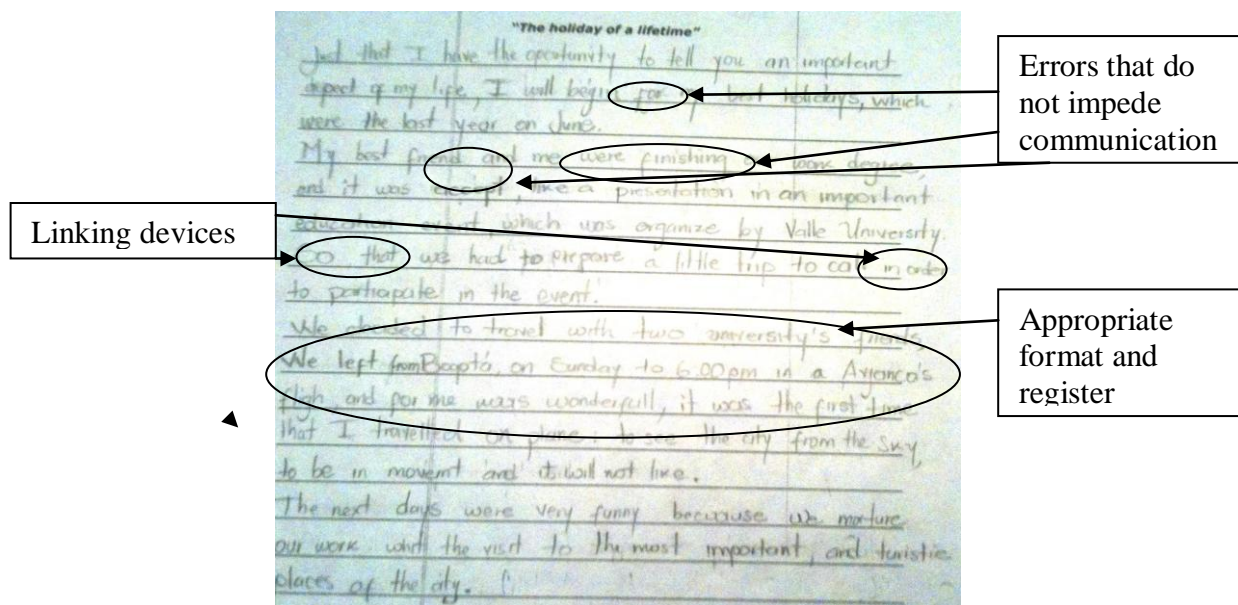 "The holiday of a lifetime"
Just that I have the oportunity to tell you an important
aspect of my life, I will begin for my best holidays, which
were the last year on June.
My best friend and me were finishing work degree,
and it was accept, like a presentation in an important
education event, which was organize by Valle University.
So that we had to prepare a little trip to cali in order
to participate in the event.
We decided to travel with two university's friends,
We left from Bogotá, on Sunday to 6:00 pm in a Avianca's
fligh, and for me wars wonderfull, it was the first time
that I travelled on plane. to see the city from the sky,
to be in movemt and it will not like.
The next days were very funny becuause we mixture
our work whit the visit to the most important, and turistic
places of the city.
Errors that do
not impede
communication
Linking devices
Appropriate
format and
register